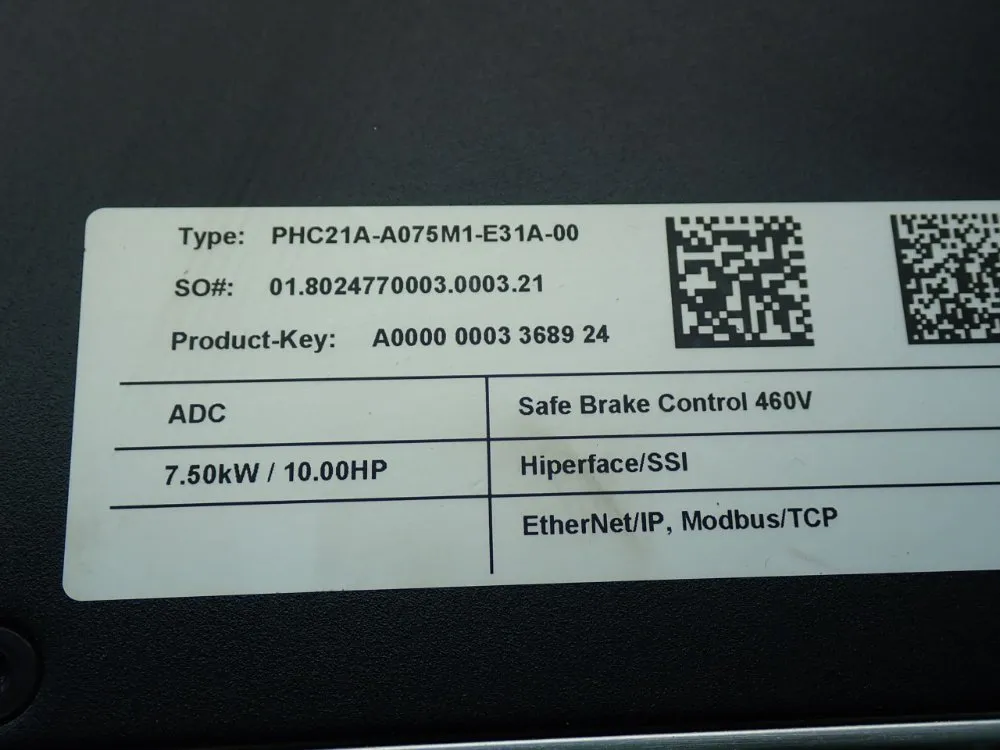 Type: PHC21A-A075M1-E31A-00
SO#: 01.8024770003.0003.21
Product-Key: A0000 0003 3689 24
ADC
Safe Brake Control 460V
7.50kW / 10.00HP
Hiperface/SSI
EtherNet/IP, Modbus/TCP